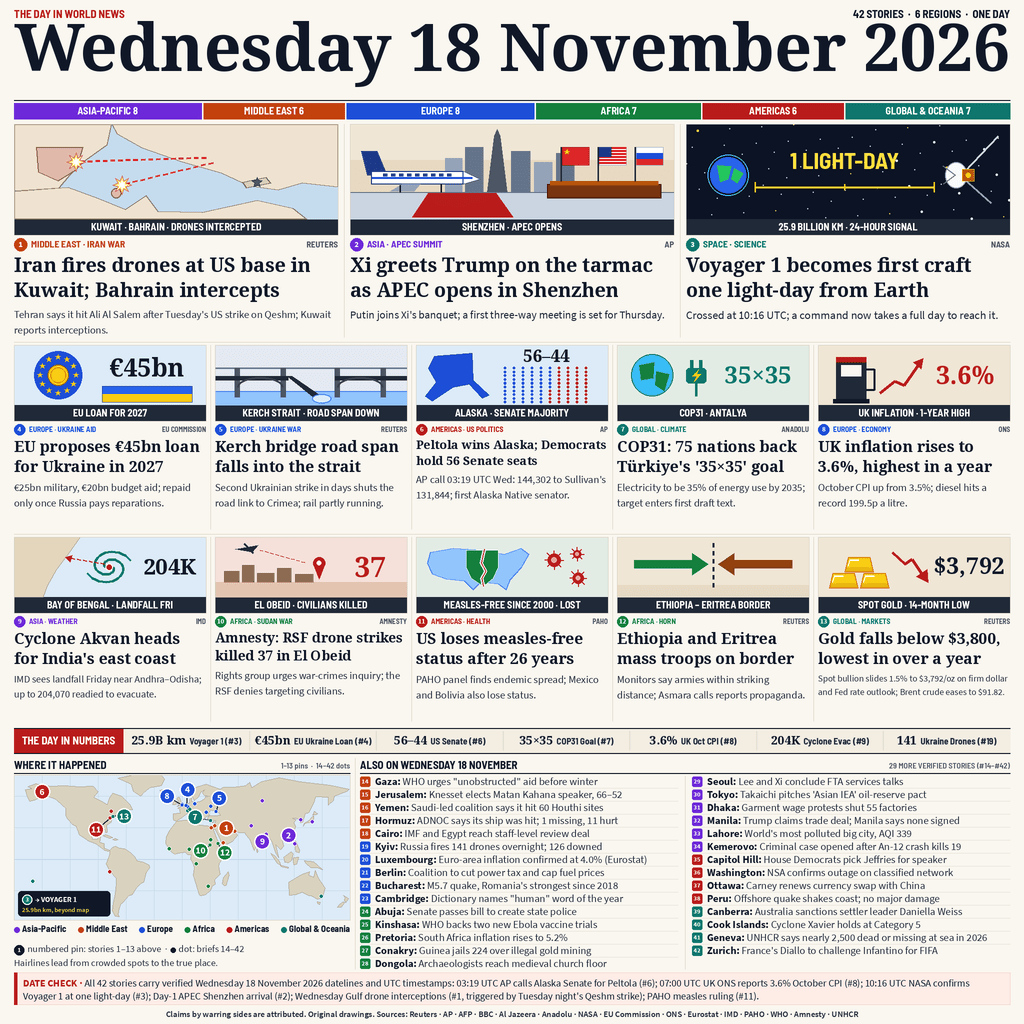 THE DAY IN WORLD NEWS
42 STORIES · 6 REGIONS · ONE DAY
Wednesday 18 November 2026
ASIA-PACIFIC 8
MIDDLE EAST 6
EUROPE 8
AFRICA 7
AMERICAS 6
GLOBAL & OCEANIA 7
KUWAIT · BAHRAIN · DRONES INTERCEPTED
1 MIDDLE EAST · IRAN WAR
REUTERS
Iran fires drones at US base in
Kuwait; Bahrain intercepts
Tehran says it hit Ali Al Salem after Tuesday's US strike on Qeshm; Kuwait
reports interceptions.
SHENZHEN · APEC OPENS
2 ASIA · APEC SUMMIT
AP
Xi greets Trump on the tarmac
as APEC opens in Shenzhen
Putin joins Xi's banquet; a first three-way meeting is set for Thursday.
1 LIGHT-DAY
25.9 BILLION KM · 24-HOUR SIGNAL
3 SPACE · SCIENCE
NASA
Voyager 1 becomes first craft
one light-day from Earth
Crossed at 10:16 UTC; a command now takes a full day to reach it.
€45bn
EU LOAN FOR 2027
4 EUROPE · UKRAINE AID
EU COMMISSION
EU proposes €45bn loan
for Ukraine in 2027
€25bn military, €20bn budget aid; repaid
only once Russia pays reparations.
KERCH STRAIT · ROAD SPAN DOWN
5 EUROPE · UKRAINE WAR
REUTERS
Kerch bridge road span
falls into the strait
Second Ukrainian strike in days shuts the
road link to Crimea; rail partly running.
56–44
ALASKA · SENATE MAJORITY
6 AMERICAS · US POLITICS
AP
Peltola wins Alaska; Democrats
hold 56 Senate seats
AP call 03:19 UTC Wed: 144,302 to Sullivan's
131,844; first Alaska Native senator.
35×35
COP31 · ANTALYA
7 GLOBAL · CLIMATE
ANADOLU
COP31: 75 nations back
Türkiye's '35×35' goal
Electricity to be 35% of energy use by 2035;
target enters first draft text.
3.6%
UK INFLATION · 1-YEAR HIGH
8 EUROPE · ECONOMY
ONS
UK inflation rises to
3.6%, highest in a year
October CPI up from 3.5%; diesel hits a
record 199.5p a litre.
204K
BAY OF BENGAL · LANDFALL FRI
9 ASIA · WEATHER
IMD
Cyclone Akvan heads
for India's east coast
IMD sees landfall Friday near Andhra–Odisha;
up to 204,070 readied to evacuate.
37
EL OBEID · CIVILIANS KILLED
10 AFRICA · SUDAN WAR
AMNESTY
Amnesty: RSF drone strikes
killed 37 in El Obeid
Rights group urges war-crimes inquiry; the
RSF denies targeting civilians.
MEASLES-FREE SINCE 2000 · LOST
11 AMERICAS · HEALTH
PAHO
US loses measles-free
status after 26 years
PAHO panel finds endemic spread; Mexico
and Bolivia also lose status.
ETHIOPIA – ERITREA BORDER
12 AFRICA · HORN
REUTERS
Ethiopia and Eritrea
mass troops on border
Monitors say armies within striking
distance; Asmara calls reports propaganda.
$3,792
SPOT GOLD · 14-MONTH LOW
13 GLOBAL · MARKETS
REUTERS
Gold falls below $3,800,
lowest in over a year
Spot bullion slides 1.5% to $3,792/oz on firm dollar
and Fed rate outlook; Brent crude eases to $91.82.
THE DAY IN NUMBERS
25.9B km Voyager 1 (#3)
€45bn EU Ukraine Loan (#4)
56–44 US Senate (#6)
35×35 COP31 Goal (#7)
3.6% UK Oct CPI (#8)
204K Cyclone Evac (#9)
141 Ukraine Drones (#19)
WHERE IT HAPPENED
1–13 pins · 14–42 dots
6
11
13
8
4
5
7
1
10
12
9
2
3 → VOYAGER 1
25.9bn km, beyond map
Asia-Pacific
Middle East
Europe
Africa
Americas
Global & Oceania
1 numbered pin: stories 1–13 above · ● dot: briefs 14–42
Hairlines lead from crowded spots to the true place.
ALSO ON WEDNESDAY 18 NOVEMBER
29 MORE VERIFIED STORIES (#14–#42)
14 Gaza: WHO urges "unobstructed" aid before winter
15 Jerusalem: Knesset elects Matan Kahana speaker, 66–52
16 Yemen: Saudi-led coalition says it hit 60 Houthi sites
17 Hormuz: ADNOC says its ship was hit; 1 missing, 11 hurt
18 Cairo: IMF and Egypt reach staff-level review deal
19 Kyiv: Russia fires 141 drones overnight; 126 downed
20 Luxembourg: Euro-area inflation confirmed at 4.0% (Eurostat)
21 Berlin: Coalition to cut power tax and cap fuel prices
22 Bucharest: M5.7 quake, Romania's strongest since 2018
23 Cambridge: Dictionary names "human" word of the year
24 Abuja: Senate passes bill to create state police
25 Kinshasa: WHO backs two new Ebola vaccine trials
26 Pretoria: South Africa inflation rises to 5.2%
27 Conakry: Guinea jails 224 over illegal gold mining
28 Dongola: Archaeologists reach medieval church floor
29 Seoul: Lee and Xi conclude FTA services talks
30 Tokyo: Takaichi pitches 'Asian IEA' oil-reserve pact
31 Dhaka: Garment wage protests shut 55 factories
32 Manila: Trump claims trade deal; Manila says none signed
33 Lahore: World's most polluted big city, AQI 339
34 Kemerovo: Criminal case opened after An-12 crash kills 19
35 Capitol Hill: House Democrats pick Jeffries for speaker
36 Washington: NSA confirms outage on classified network
37 Ottawa: Carney renews currency swap with China
38 Peru: Offshore quake shakes coast; no major damage
39 Canberra: Australia sanctions settler leader Daniella Weiss
40 Cook Islands: Cyclone Xavier holds at Category 5
41 Geneva: UNHCR says nearly 2,500 dead or missing at sea in 2026
42 Zurich: France's Diallo to challenge Infantino for FIFA
DATE CHECK · All 42 stories carry verified Wednesday 18 November 2026 datelines and UTC timestamps: 03:19 UTC AP calls Alaska Senate for Peltola (#6); 07:00 UTC UK ONS reports 3.6% October CPI (#8); 10:16 UTC NASA confirms
Voyager 1 at one light-day (#3); Day-1 APEC Shenzhen arrival (#2); Wednesday Gulf drone interceptions (#1, triggered by Tuesday night's Qeshm strike); PAHO measles ruling (#11).
Claims by warring sides are attributed. Original drawings. Sources: Reuters · AP · AFP · BBC · Al Jazeera · Anadolu · NASA · EU Commission · ONS · Eurostat · IMD · PAHO · WHO · Amnesty · UNHCR